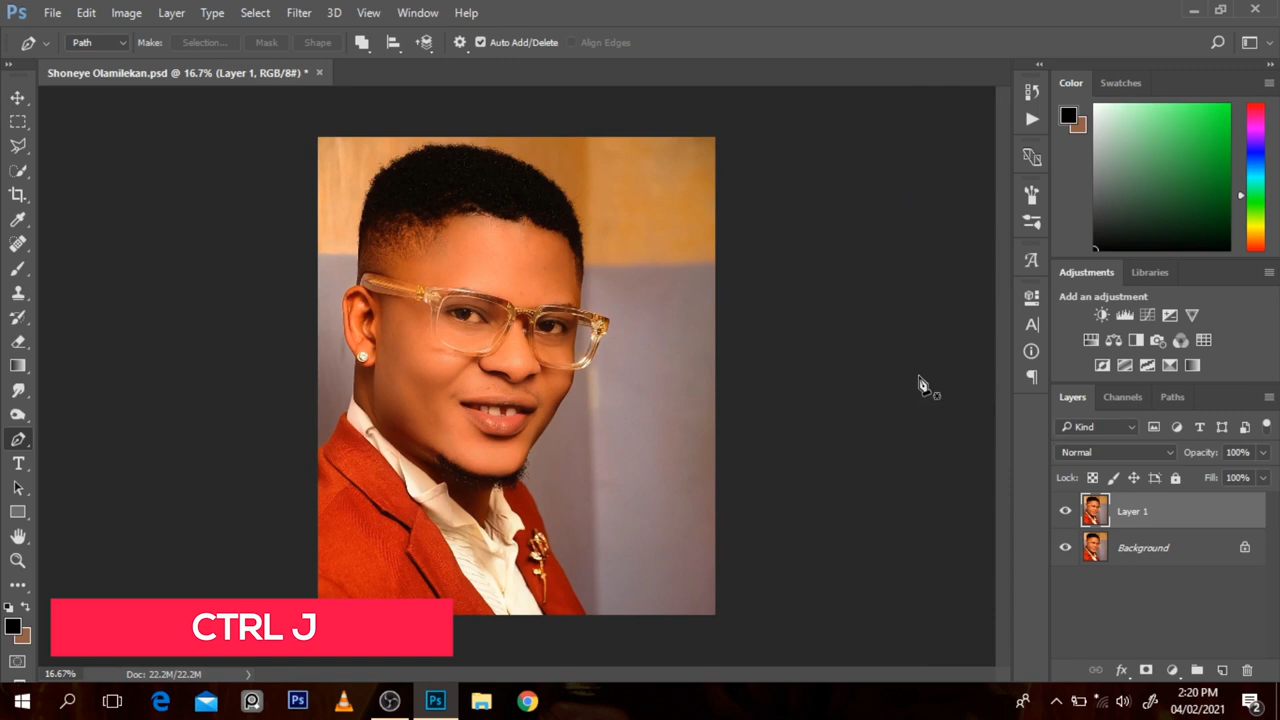 Ps File Edit Image Layer Type Select Filter 3D View Window Help
Path Make: Selection... Mask Shape Auto Add/Delete Align Edges
Shoneye Olamilekan.psd @ 16.7% (Layer 1, RGB/8#) * ×
Color Swatches
Adjustments Libraries
Add an adjustment
Layers Channels Paths
Kind
Normal Opacity: 100%
Lock: Fill: 100%
Layer 1
Background
CTRL J
16.67% Doc: 22.2M/22.2M
2:20 PM
04/02/2021
2